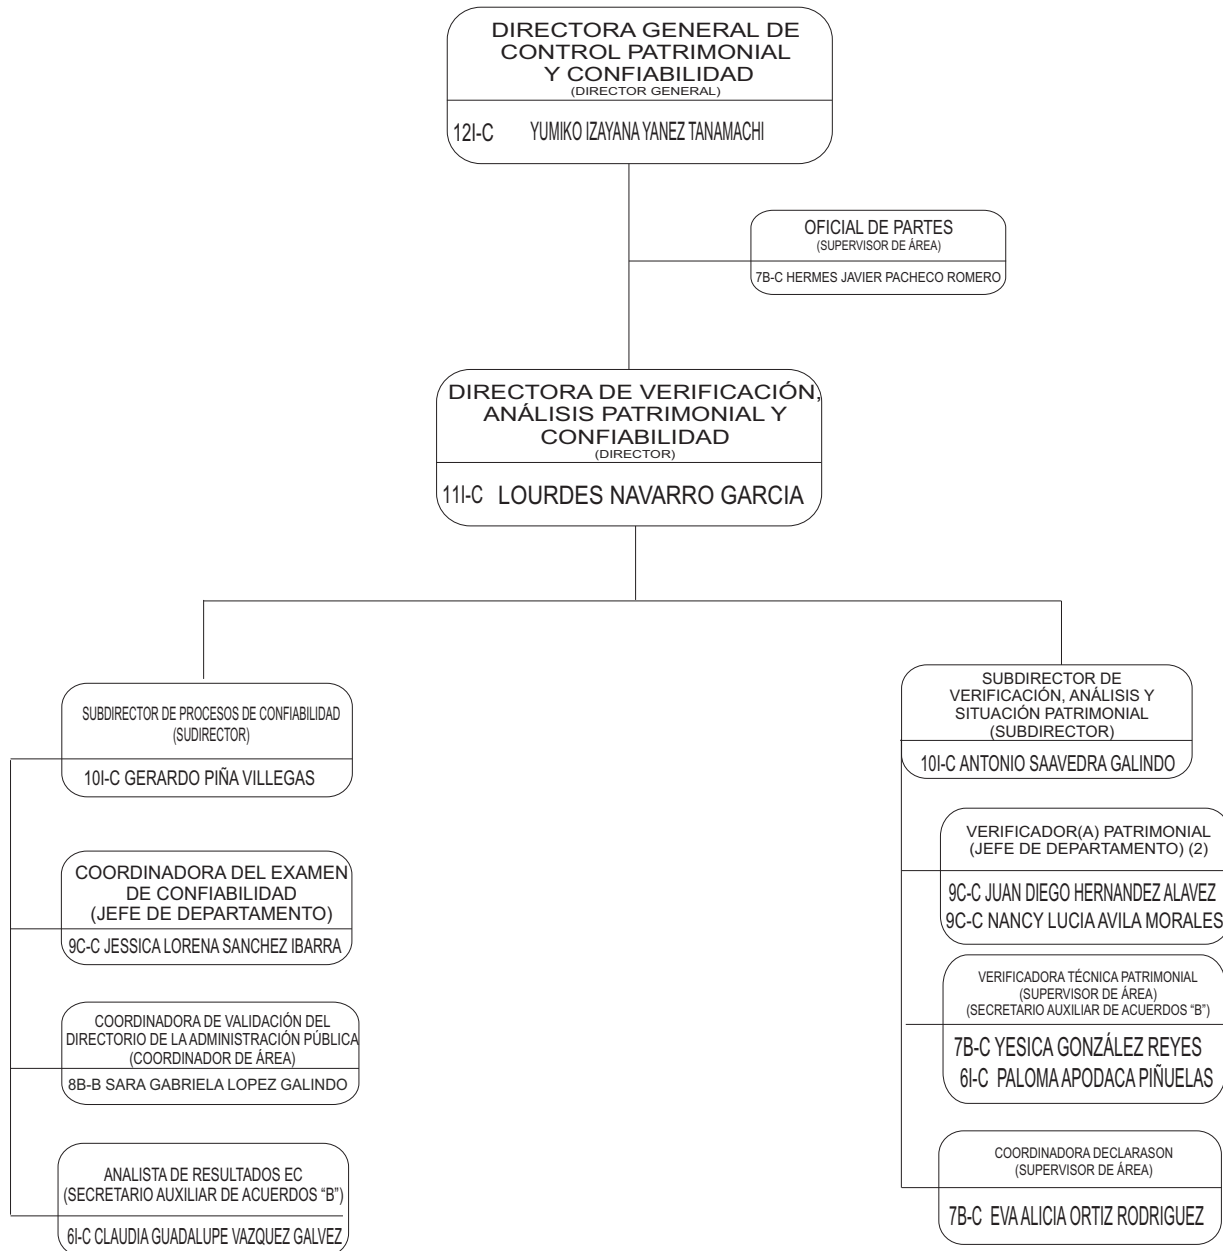 DIRECTORA GENERAL DE
CONTROL PATRIMONIAL
Y CONFIABILIDAD
(DIRECTOR GENERAL)
12I-C YUMIKO IZAYANA YANEZ TANAMACHI
OFICIAL DE PARTES
(SUPERVISOR DE ÁREA)
7B-C HERMES JAVIER PACHECO ROMERO
DIRECTORA DE VERIFICACIÓN,
ANÁLISIS PATRIMONIAL Y
CONFIABILIDAD
(DIRECTOR)
11I-C LOURDES NAVARRO GARCIA
SUBDIRECTOR DE PROCESOS DE CONFIABILIDAD
(SUDIRECTOR)
10I-C GERARDO PIÑA VILLEGAS
COORDINADORA DEL EXAMEN
DE CONFIABILIDAD
(JEFE DE DEPARTAMENTO)
9C-C JESSICA LORENA SANCHEZ IBARRA
COORDINADORA DE VALIDACIÓN DEL
DIRECTORIO DE LA ADMINISTRACIÓN PÚBLICA
(COORDINADOR DE ÁREA)
8B-B SARA GABRIELA LOPEZ GALINDO
ANALISTA DE RESULTADOS EC
(SECRETARIO AUXILIAR DE ACUERDOS “B”)
6I-C CLAUDIA GUADALUPE VAZQUEZ GALVEZ
SUBDIRECTOR DE
VERIFICACIÓN, ANÁLISIS Y
SITUACIÓN PATRIMONIAL
(SUBDIRECTOR)
10I-C ANTONIO SAAVEDRA GALINDO
VERIFICADOR(A) PATRIMONIAL
(JEFE DE DEPARTAMENTO) (2)
9C-C JUAN DIEGO HERNANDEZ ALAVEZ
9C-C NANCY LUCIA AVILA MORALES
VERIFICADORA TÉCNICA PATRIMONIAL
(SUPERVISOR DE ÁREA)
(SECRETARIO AUXILIAR DE ACUERDOS “B”)
7B-C YESICA GONZÁLEZ REYES
6I-C PALOMA APODACA PIÑUELAS
COORDINADORA DECLARASON
(SUPERVISOR DE ÁREA)
7B-C EVA ALICIA ORTIZ RODRIGUEZ